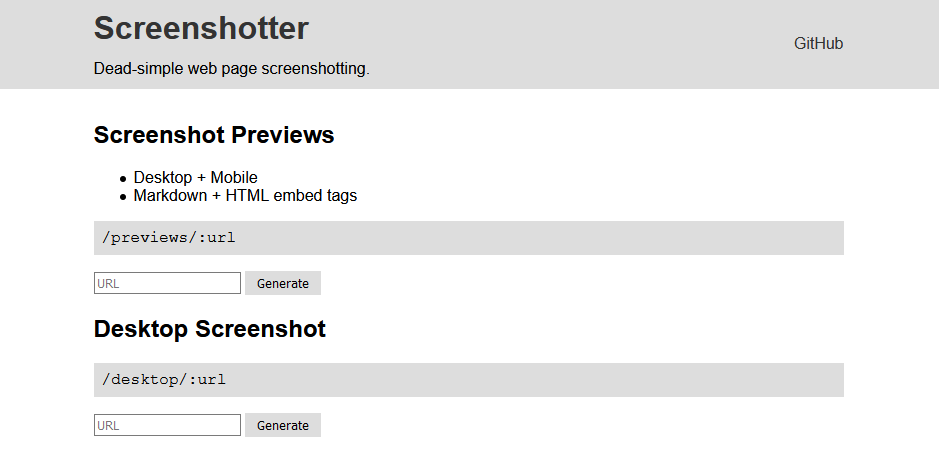 Screenshotter
GitHub
Dead-simple web page screenshotting.
Screenshot Previews
Desktop + Mobile
Markdown + HTML embed tags
/previews/:url
URL
Generate
Desktop Screenshot
/desktop/:url
URL
Generate